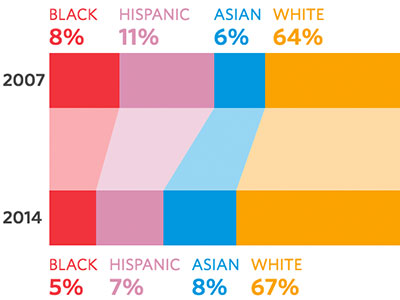 BLACK HISPANIC ASIAN WHITE
8% 11% 6% 64%
2007
2014
BLACK HISPANIC ASIAN WHITE
5% 7% 8% 67%